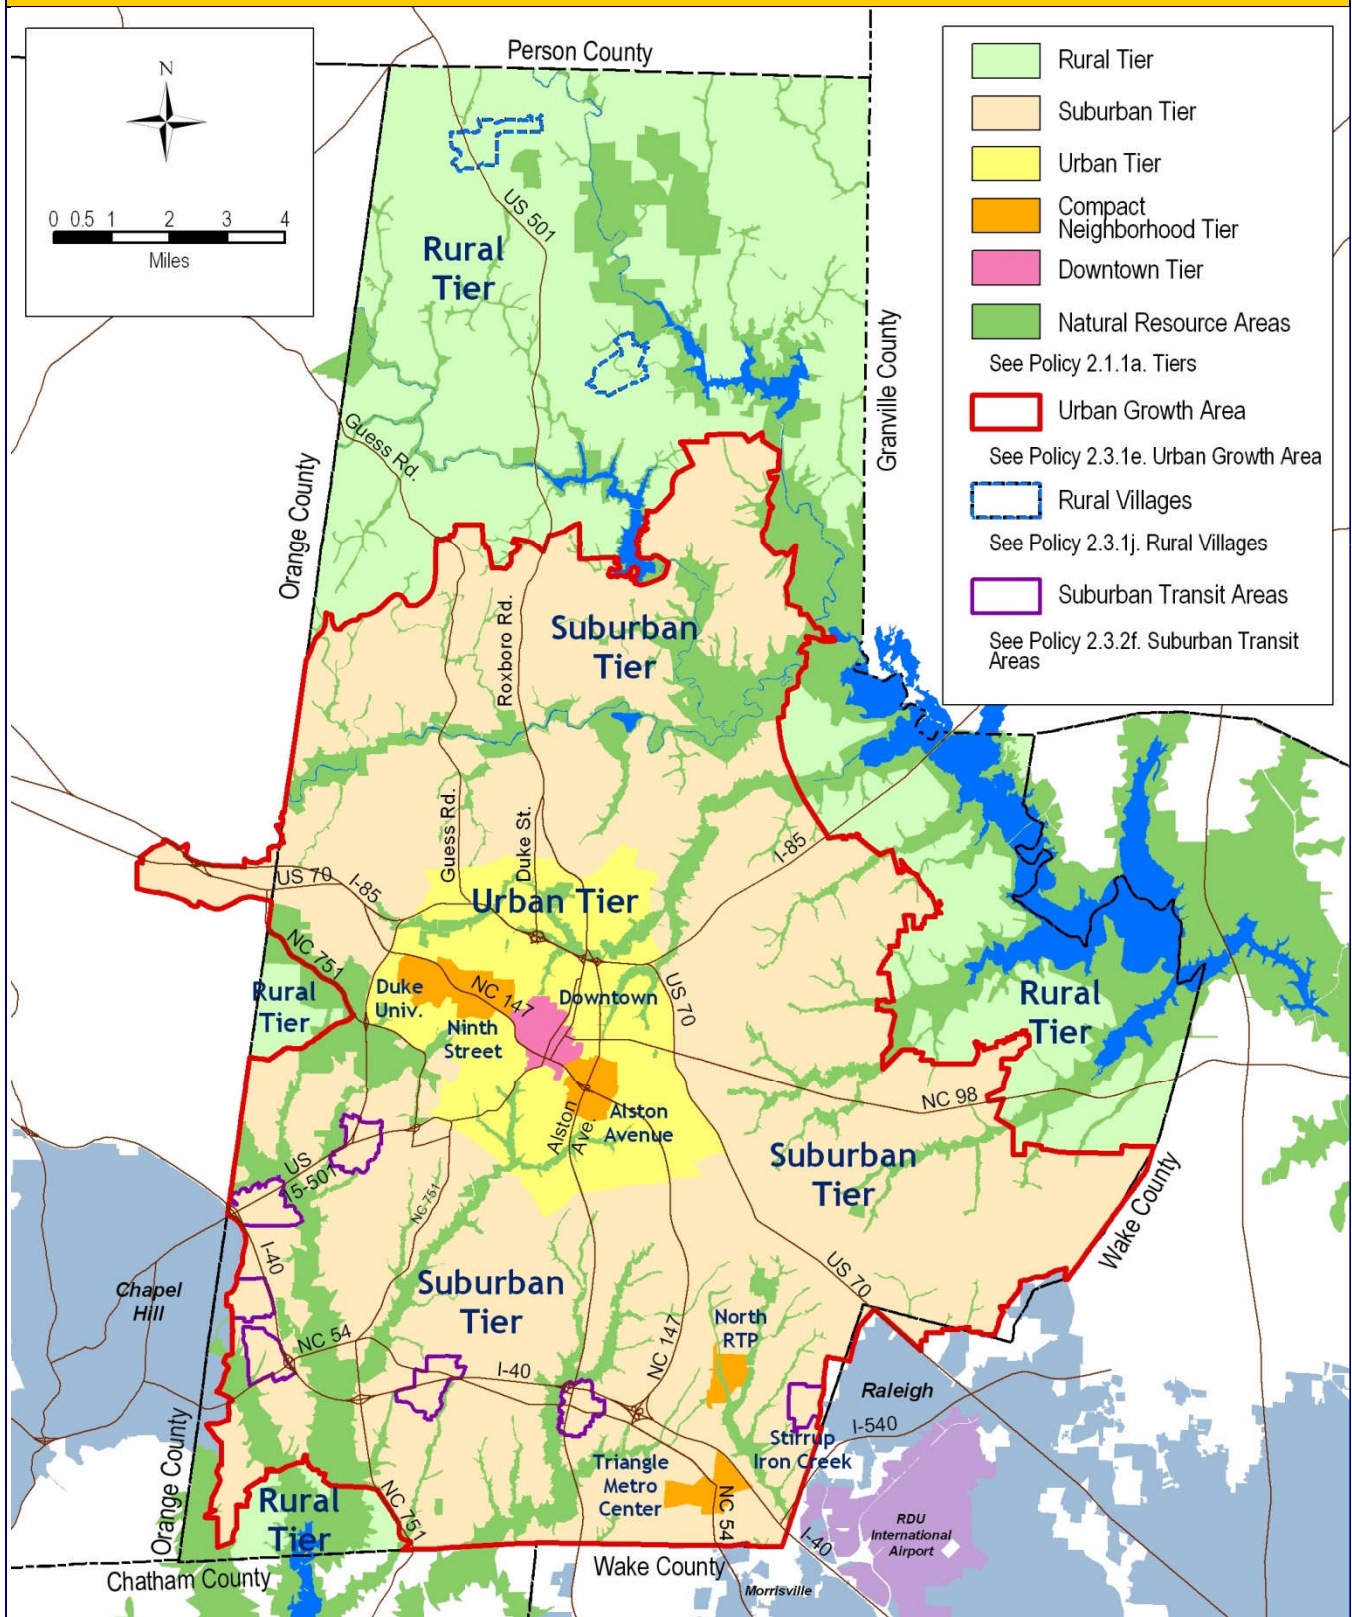 Person County
N
0 0.5 1 2 3 4
Miles
Rural Tier
Suburban Tier
Urban Tier
Compact
Neighborhood Tier
Downtown Tier
Natural Resource Areas
See Policy 2.1.1a. Tiers
Urban Growth Area
See Policy 2.3.1e. Urban Growth Area
Rural Villages
See Policy 2.3.1j. Rural Villages
Suburban Transit Areas
See Policy 2.3.2f. Suburban Transit
Areas
US 501
Rural
Tier
Granville County
Guess Rd.
Orange County
Roxboro Rd.
Suburban
Tier
Guess Rd.
Duke St.
I-85
US 70
I-85
Urban Tier
NC 751
Rural
Tier
Duke
Univ.
NC 147
Downtown
US 70
Ninth
Street
Rural
Tier
NC 98
Alston
Ave
Alston
Avenue
US
15-501
NC-751
Suburban
Tier
Wake County
I-40
Chapel
Hill
Suburban
Tier
US 70
North
RTP
NC 54
NC 147
I-40
Raleigh
I-540
Stirrup
Iron Creek
Triangle
Metro
Center
Orange County
Rural
Tier
NC 751
NC 54
I-40
RDU
International
Airport
Chatham County
Wake County
Morrisville